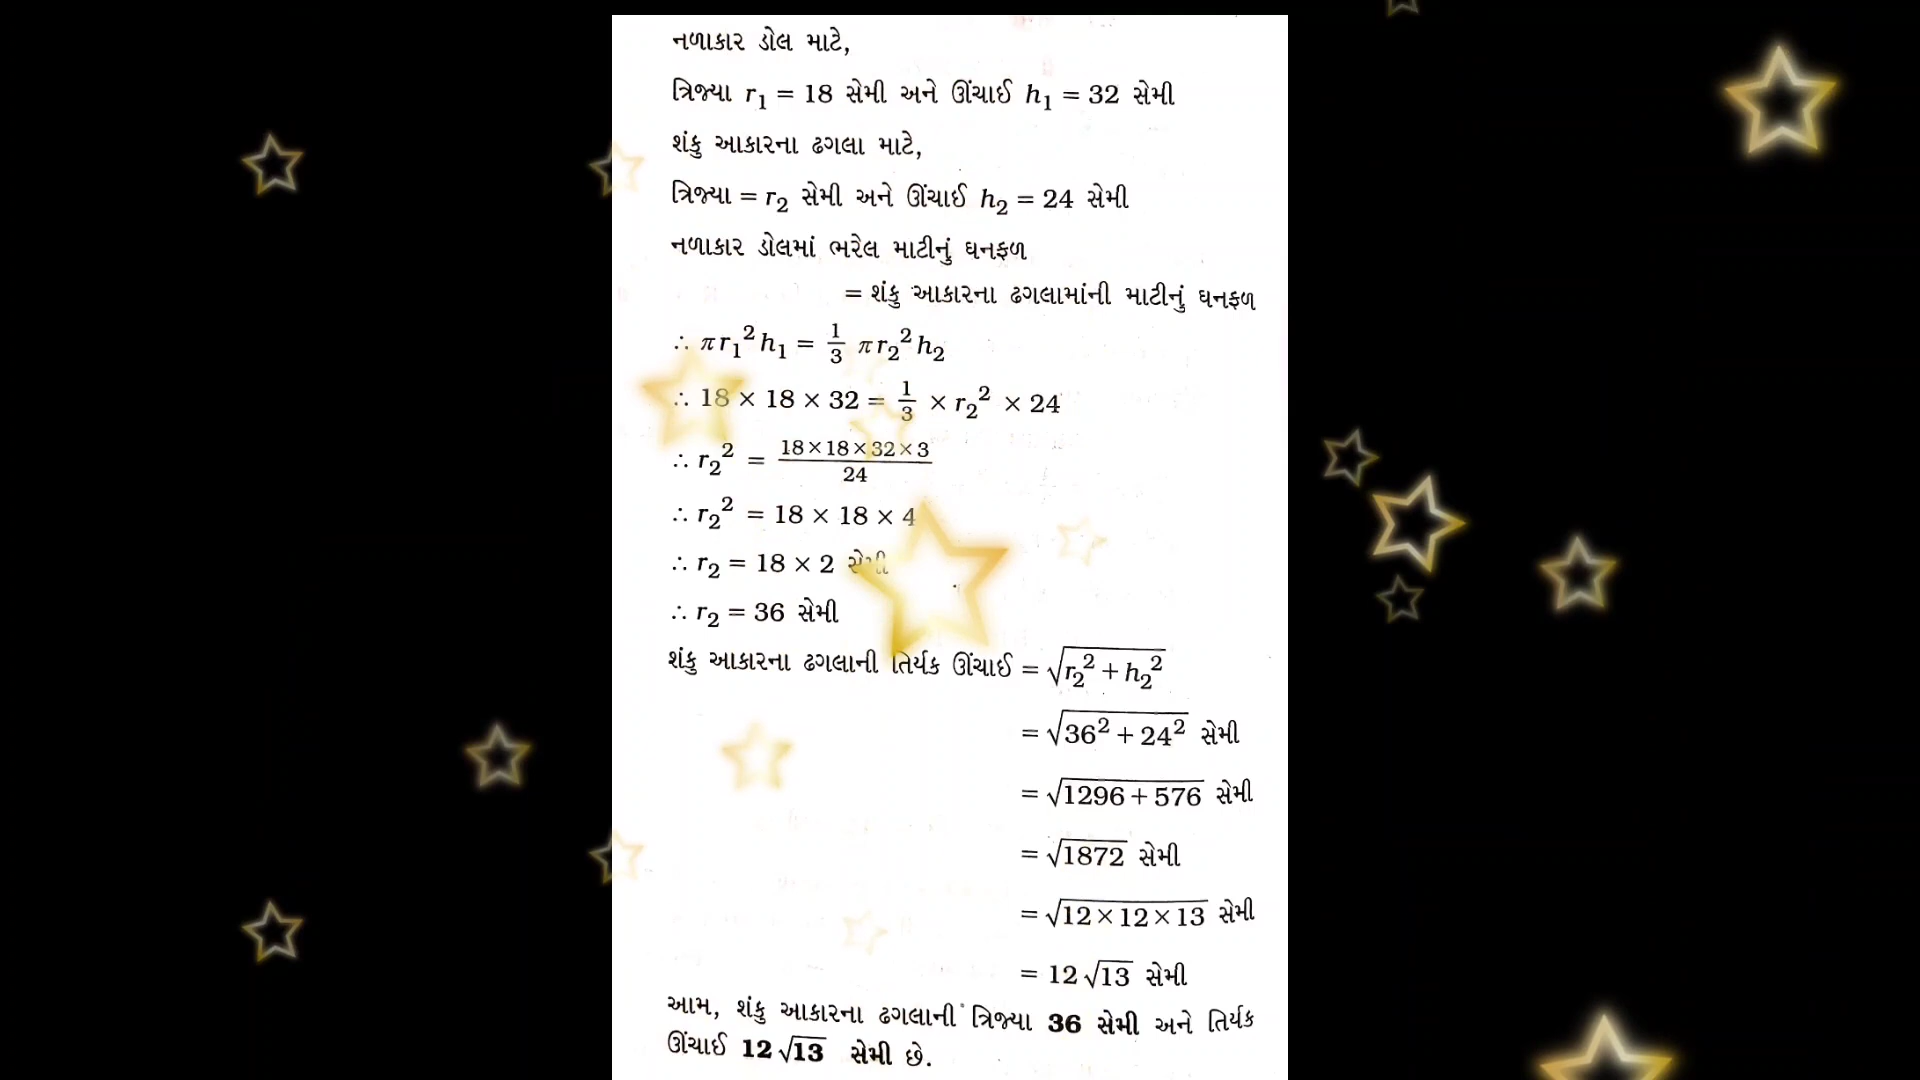 નળાકાર ડોલ માટે,
ત્રિજ્યા r₁ = 18 સેમી અને ઊંચાઈ h₁ = 32 સેમી
શંકુ આકારના ઢગલા માટે,
ત્રિજ્યા = r₂ સેમી અને ઊંચાઈ h₂ = 24 સેમી
નળાકાર ડોલમાં ભરેલ માટીનું ઘનફળ
= શંકુ આકારના ઢગલામાંની માટીનું ઘનફળ
∴ πr₁²h₁ = 1/3 πr₂²h₂
∴ 18 × 18 × 32 = 1/3 × r₂² × 24
∴ r₂² = 18×18×32×3/24
∴ r₂² = 18 × 18 × 4
∴ r₂ = 18 × 2 સેમી
∴ r₂ = 36 સેમી
શંકુ આકારના ઢગલાની તિર્યક ઊંચાઈ = √(r₂² + h₂²)
= √(36² + 24²) સેમી
= √(1296 + 576) સેમી
= √1872 સેમી
= √(12×12×13) સેમી
= 12√13 સેમી
આમ, શંકુ આકારના ઢગલાની ત્રિજ્યા 36 સેમી અને તિર્યક
ઊંચાઈ 12√13 સેમી છે.